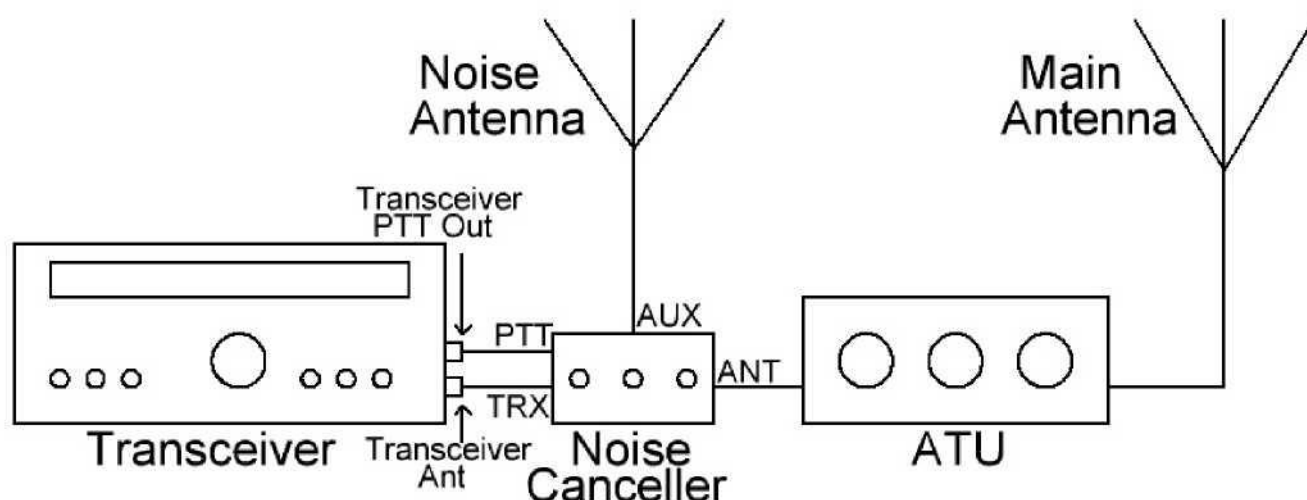 Noise
Antenna
Main
Antenna
Transceiver
PTT Out
PTT
AUX
TRX
ANT
Transceiver
Transceiver
Ant
Noise
Canceller
ATU